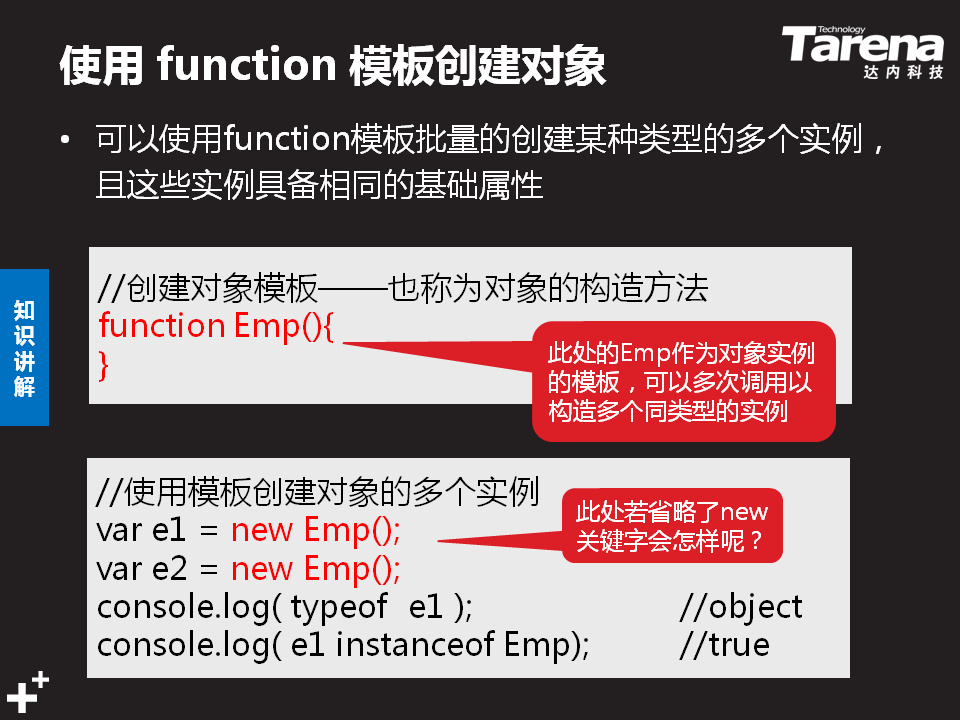 使用 function 模板创建对象
Technology
Tarena
达内科技
• 可以使用function模板批量的创建某种类型的多个实例，
且这些实例具备相同的基础属性
知识讲解
//创建对象模板——也称为对象的构造方法
function Emp(){
}
此处的Emp作为对象实例
的模板，可以多次调用以
构造多个同类型的实例
//使用模板创建对象的多个实例
var e1 = new Emp();
var e2 = new Emp();
此处若省略了new
关键字会怎样呢？
console.log( typeof e1 ); //object
console.log( e1 instanceof Emp); //true